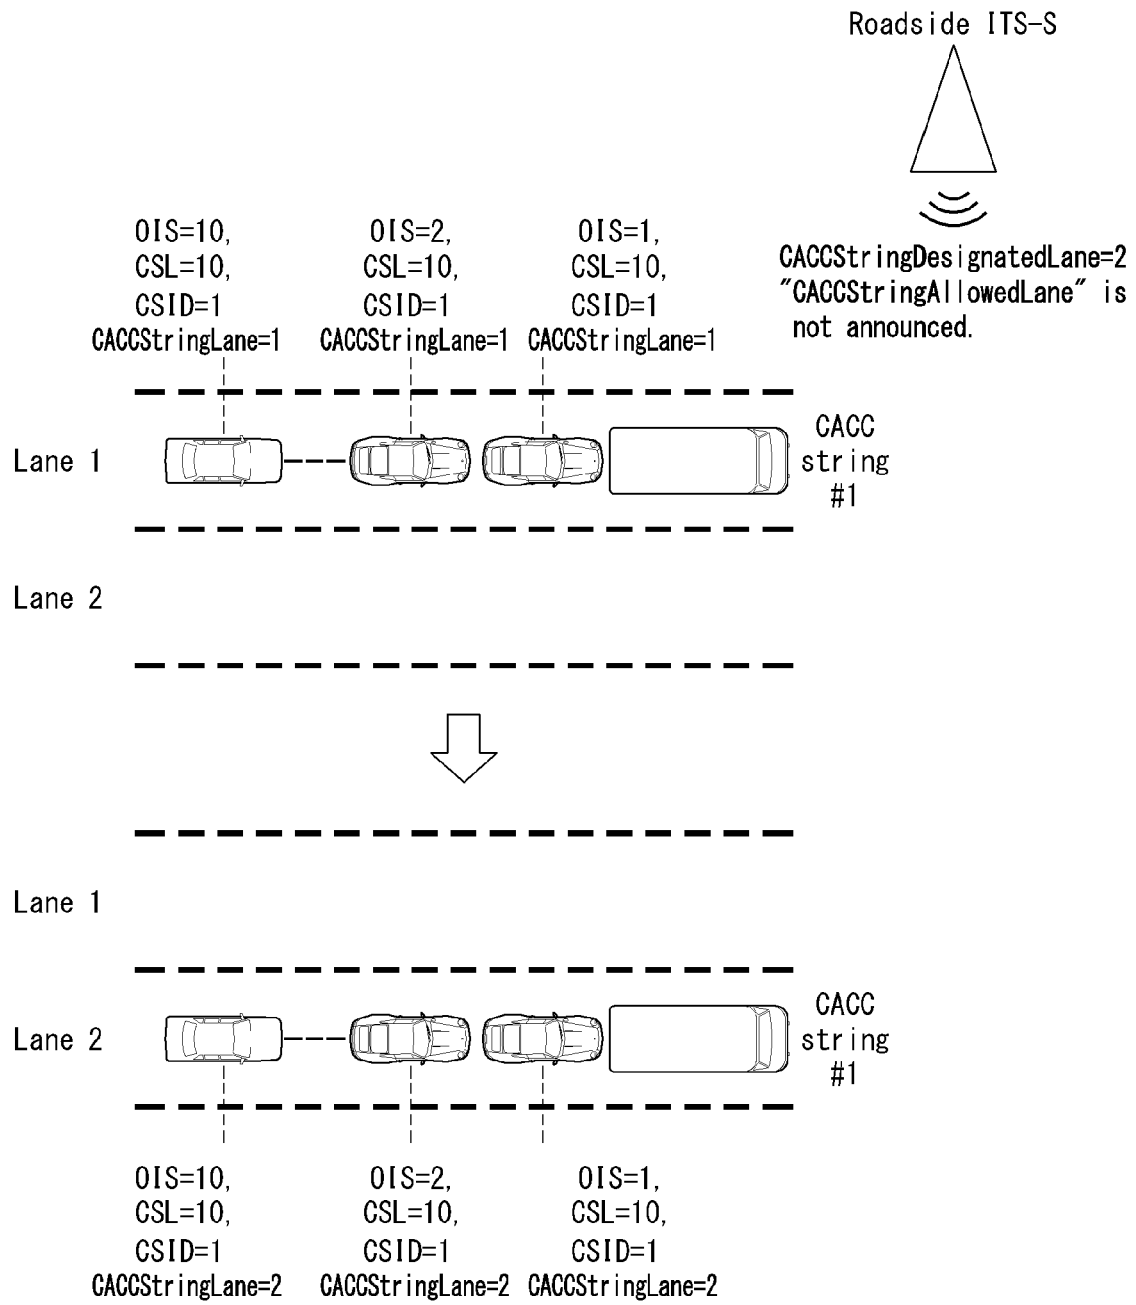 Roadside ITS-S
OIS=10,
CSL=10,
CSID=1
CACCStringLane=1
OIS=2,
CSL=10,
CSID=1
CACCStringLane=1
OIS=1,
CSL=10,
CSID=1
CACCStringLane=1
CACCStringDesignatedLane=2
"CACCStringAllowedLane" is
not announced.
Lane 1
CACC
string
#1
Lane 2
Lane 1
Lane 2
CACC
string
#1
OIS=10,
CSL=10,
CSID=1
CACCStringLane=2
OIS=2,
CSL=10,
CSID=1
CACCStringLane=2
OIS=1,
CSL=10,
CSID=1
CACCStringLane=2